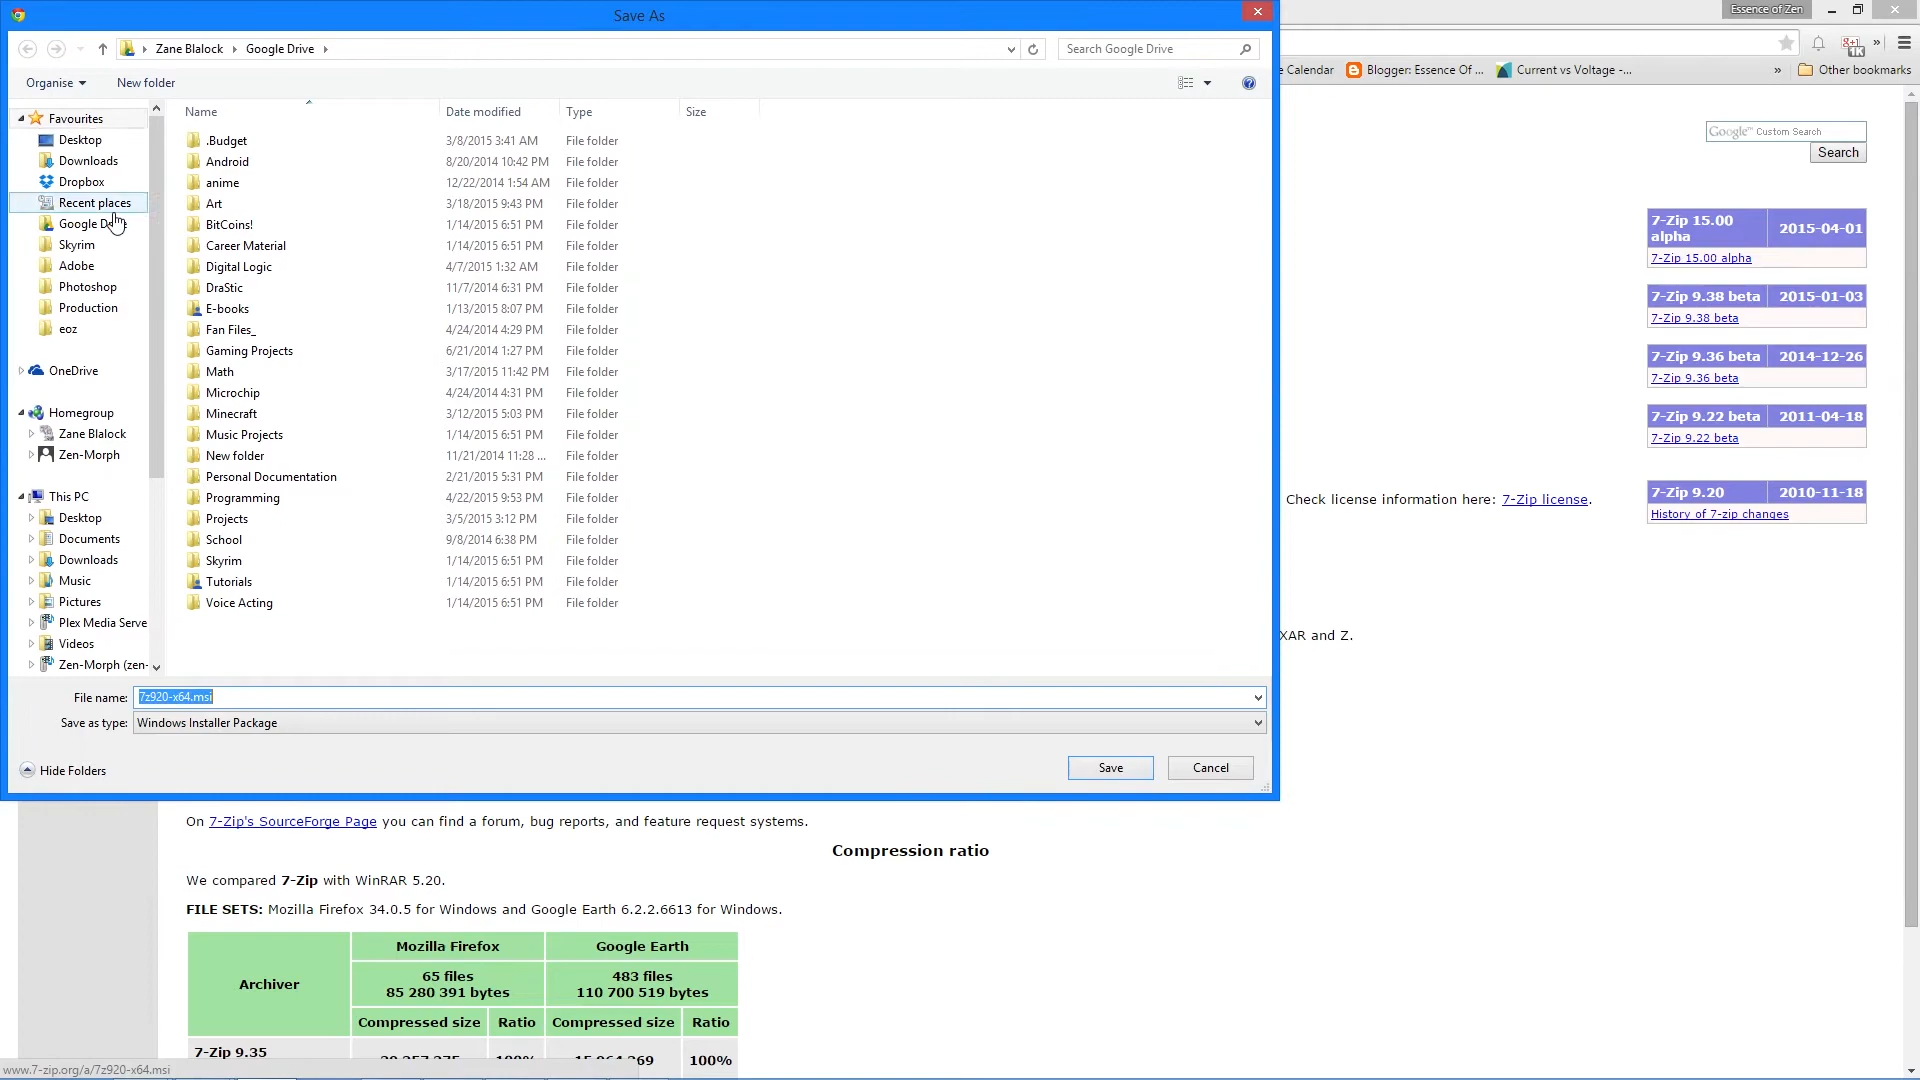 Save As
Essence of Zen
Zane Blalock
Google Drive
Search Google Drive
e Calendar
Blogger: Essence Of ...
Current vs Voltage -...
»
Other bookmarks
Organise
New folder
Name
Date modified
Type
Size
Favourites
Desktop
Downloads
Dropbox
Recent places
Google
Skyrim
Adobe
Photoshop
Production
eoz
OneDrive
Homegroup
Zane Blalock
Zen-Morph
This PC
Desktop
Documents
Downloads
Music
Pictures
Plex Media Serve
Videos
Zen-Morph (zen-
.Budget 3/8/2015 3:41 AM File folder
Android 8/20/2014 10:42 PM File folder
anime 12/22/2014 1:54 AM File folder
Art 3/18/2015 9:43 PM File folder
BitCoins! 1/14/2015 6:51 PM File folder
Career Material 1/14/2015 6:51 PM File folder
Digital Logic 4/7/2015 1:32 AM File folder
DraStic 11/7/2014 6:31 PM File folder
E-books 1/13/2015 8:07 PM File folder
Fan Files_ 4/24/2014 4:29 PM File folder
Gaming Projects 6/21/2014 1:27 PM File folder
Math 3/17/2015 11:42 PM File folder
Microchip 4/24/2014 4:31 PM File folder
Minecraft 3/12/2015 5:03 PM File folder
Music Projects 1/14/2015 6:51 PM File folder
New folder 11/21/2014 11:28 ... File folder
Personal Documentation 2/21/2015 5:31 PM File folder
Programming 4/22/2015 9:53 PM File folder
Projects 3/5/2015 3:12 PM File folder
School 9/8/2014 6:38 PM File folder
Skyrim 1/14/2015 6:51 PM File folder
Tutorials 1/14/2015 6:51 PM File folder
Voice Acting 1/14/2015 6:51 PM File folder
File name: 7z920-x64.msi
Save as type: Windows Installer Package
Hide Folders
Save
Cancel
Google™ Custom Search
Search
7-Zip 15.00 alpha 2015-04-01
7-Zip 15.00 alpha
7-Zip 9.38 beta 2015-01-03
7-Zip 9.38 beta
7-Zip 9.36 beta 2014-12-26
7-Zip 9.36 beta
7-Zip 9.22 beta 2011-04-18
7-Zip 9.22 beta
7-Zip 9.20 2010-11-18
History of 7-zip changes
Check license information here: 7-Zip license.
XAR and Z.
On 7-Zip's SourceForge Page you can find a forum, bug reports, and feature request systems.
Compression ratio
We compared 7-Zip with WinRAR 5.20.
FILE SETS: Mozilla Firefox 34.0.5 for Windows and Google Earth 6.2.2.6613 for Windows.
Archiver
Mozilla Firefox
Google Earth
65 files
85 280 391 bytes
483 files
110 700 519 bytes
Compressed size
Ratio
Compressed size
Ratio
7-Zip 9.35
100%
www.7-zip.org/a/7z920-x64.msi